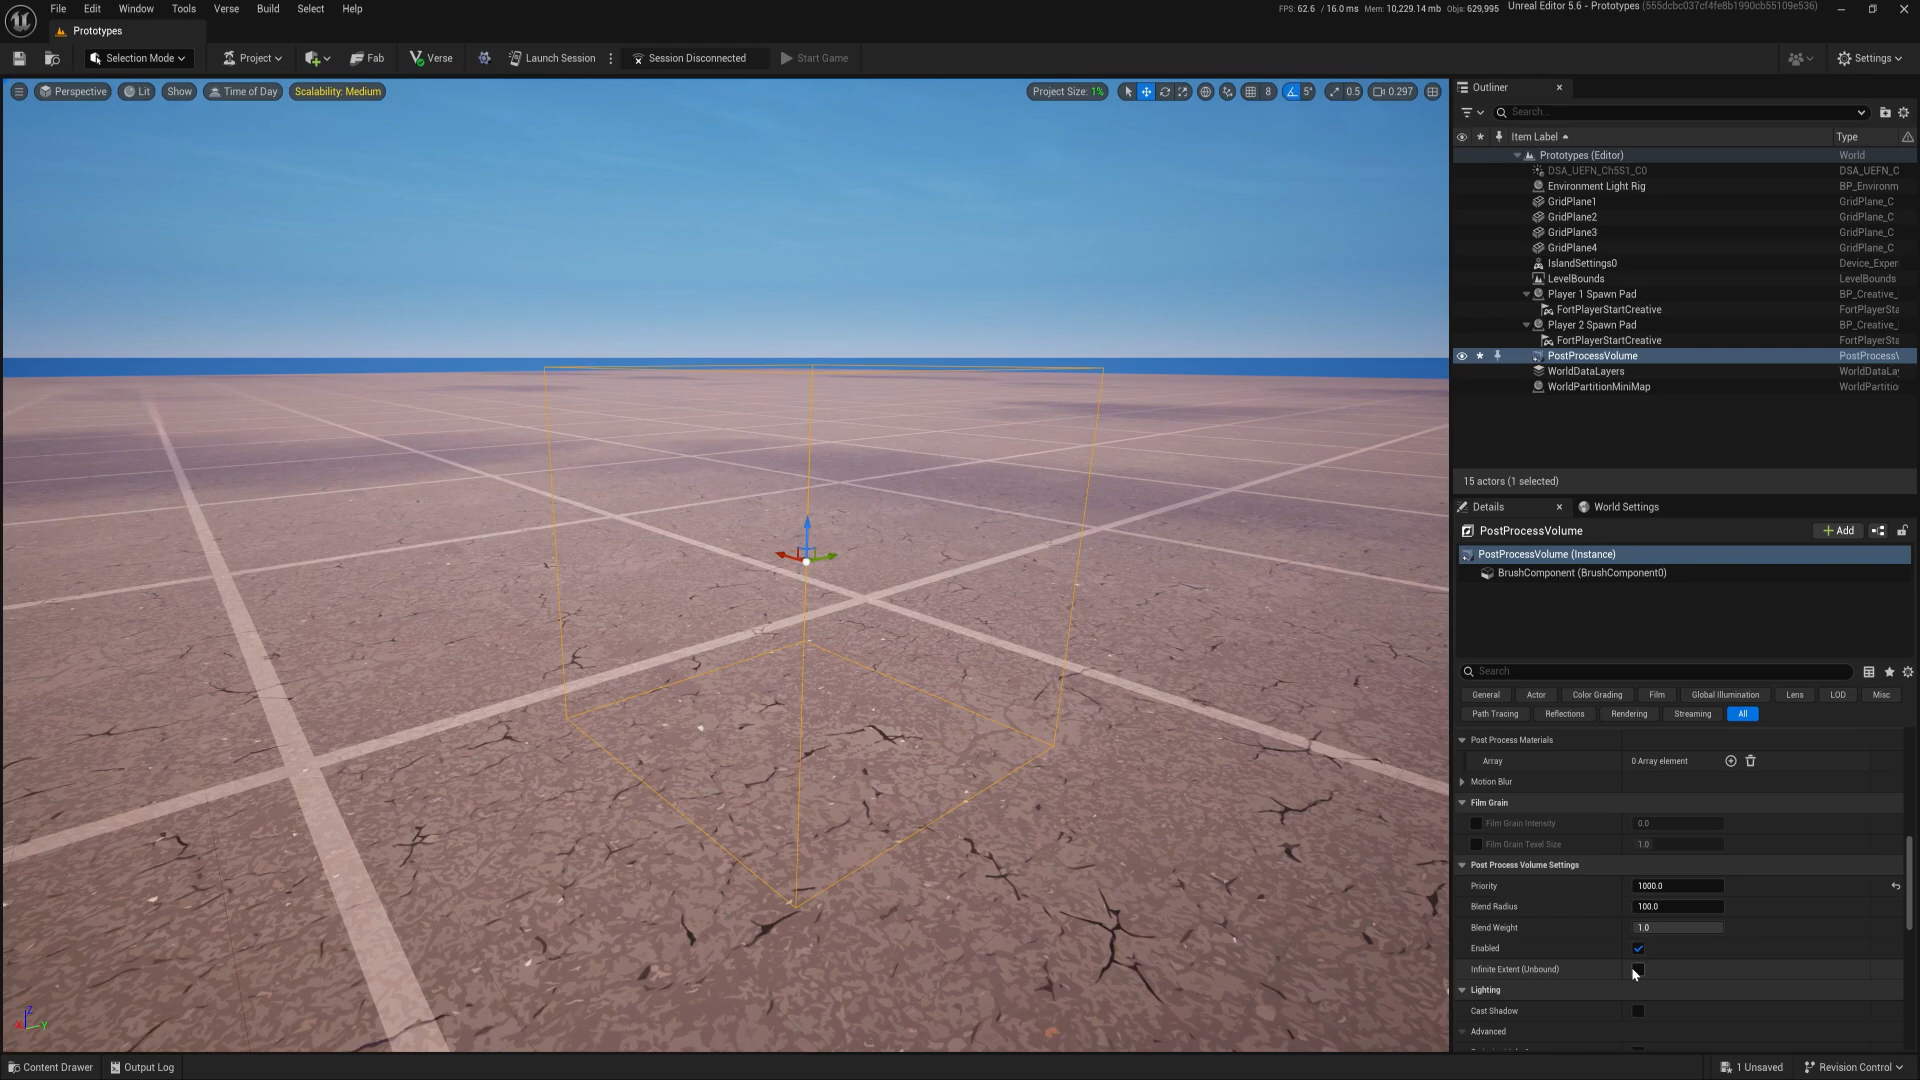 File Edit Window Tools Verse Build Select Help
FPS: 62.6 / 16.0 ms Mem: 10,229.14 mb Objs: 629,995 Unreal Editor 5.6 - Prototypes (555dcbc037cf4fe8b1990cb55109e536)
Prototypes
Selection Mode Project Fab Verse Launch Session Session Disconnected Start Game Settings
Perspective Lit Show Time of Day Scalability: Medium Project Size: 1% 8 5° 0.5 0.297
Outliner
Search...
Item Label Type
Prototypes (Editor) World
DSA_UEFN_Ch5S1_C0 DSA_UEFN_C
Environment Light Rig BP_Environm
GridPlane1 GridPlane_C
GridPlane2 GridPlane_C
GridPlane3 GridPlane_C
GridPlane4 GridPlane_C
IslandSettings0 Device_Exper
LevelBounds LevelBounds
Player 1 Spawn Pad BP_Creative_
FortPlayerStartCreative FortPlayerSta
Player 2 Spawn Pad BP_Creative_
FortPlayerStartCreative FortPlayerSta
PostProcessVolume PostProcess
WorldDataLayers WorldDataLa
WorldPartitionMiniMap WorldPartitio
15 actors (1 selected)
Details World Settings
PostProcessVolume Add
PostProcessVolume (Instance)
BrushComponent (BrushComponent0)
Search
General Actor Color Grading Film Global Illumination Lens LOD Misc
Path Tracing Reflections Rendering Streaming All
Post Process Materials
Array 0 Array element
Motion Blur
Film Grain
Film Grain Intensity 0.0
Film Grain Texel Size 1.0
Post Process Volume Settings
Priority 1000.0
Blend Radius 100.0
Blend Weight 1.0
Enabled
Infinite Extent (Unbound)
Lighting
Cast Shadow
Advanced
Z
X Y
Content Drawer Output Log 1 Unsaved Revision Control